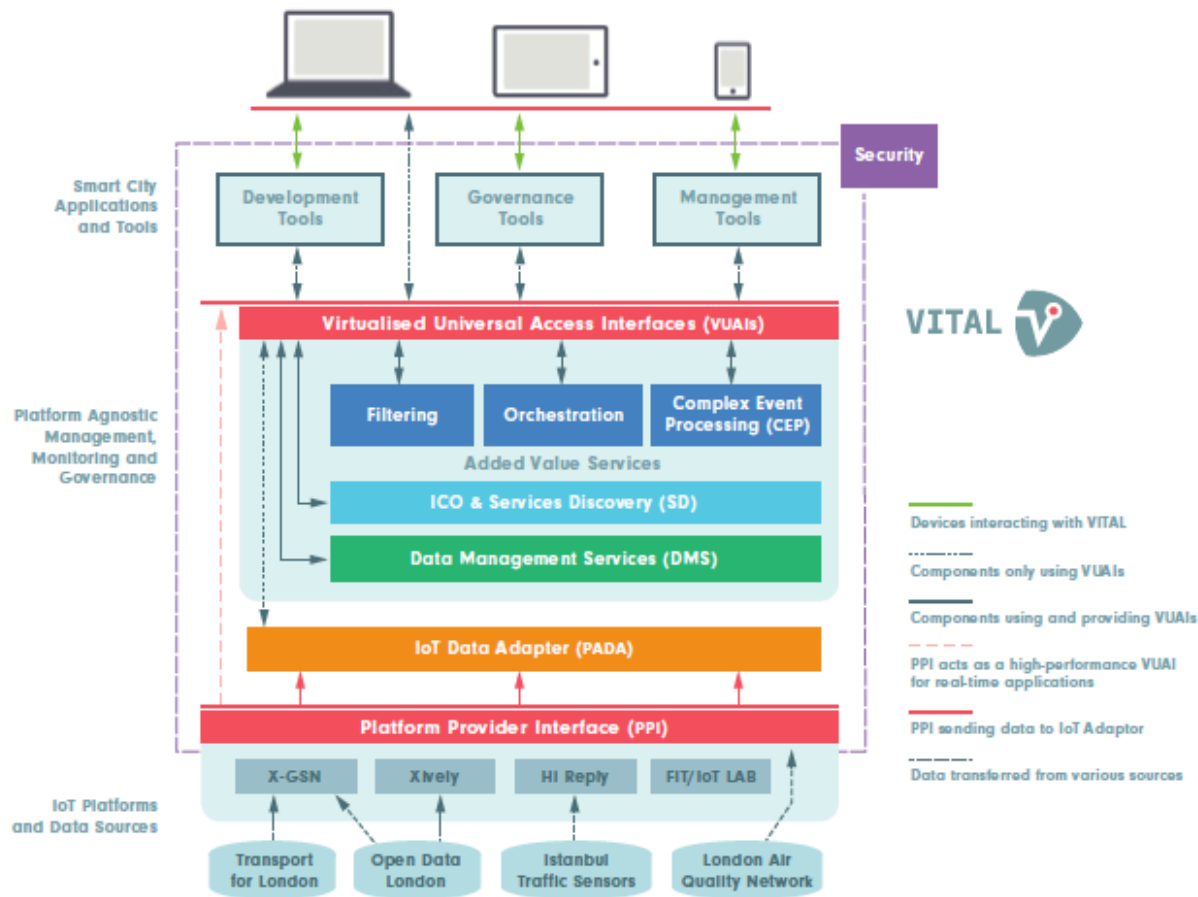 Security
Smart City
Applications
and Tools
Development
Tools
Governance
Tools
Management
Tools
Virtualised Universal Access Interfaces (VUAIs)
VITAL
Platform Agnostic
Management,
Monitoring and
Governance
Filtering
Orchestration
Complex Event
Processing (CEP)
Added Value Services
ICO & Services Discovery (SD)
Data Management Services (DMS)
IoT Data Adapter (PADA)
Platform Provider Interface (PPI)
X-GSN
Xively
Hi Reply
FIT/IoT LAB
IoT Platforms
and Data Sources
Transport
for London
Open Data
London
Istanbul
Traffic Sensors
London Air
Quality Network
Devices interacting with VITAL
Components only using VUAIs
Components using and providing VUAIs
PPI acts as a high-performance VUAI
for real-time applications
PPI sending data to IoT Adaptor
Data transferred from various sources